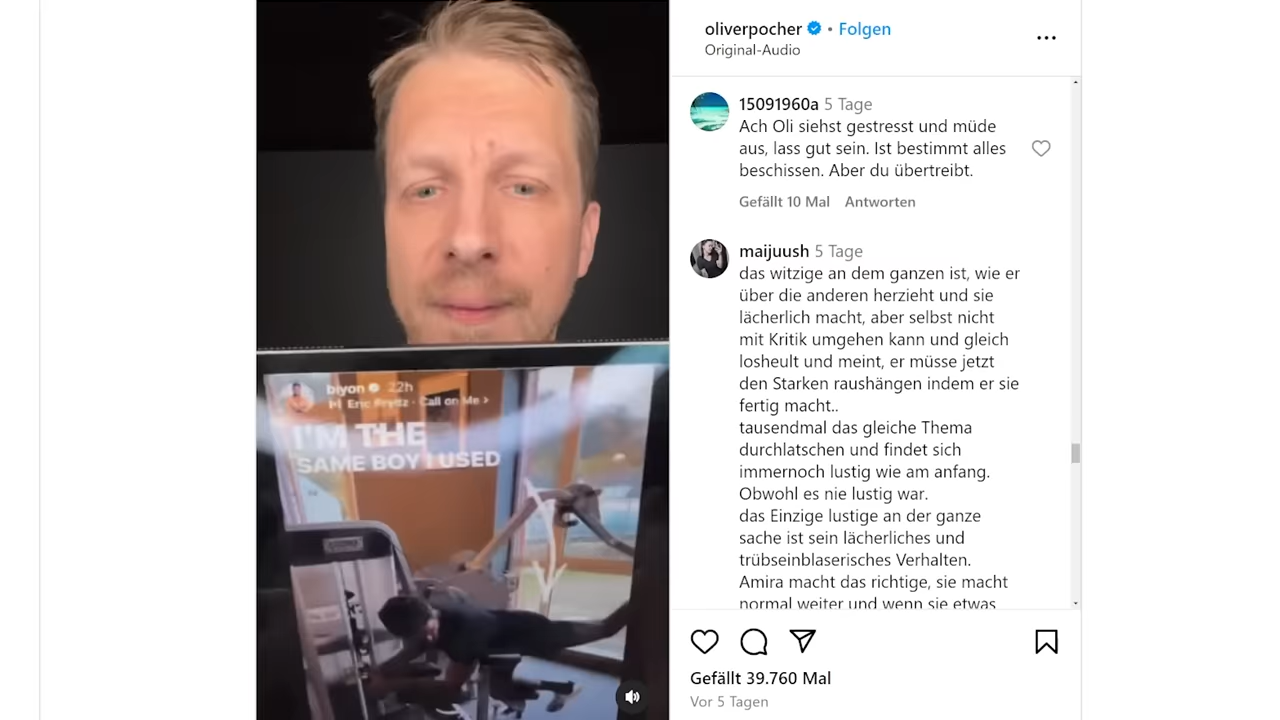 oliverpocher • Folgen
Original-Audio
15091960a 5 Tage
Ach Oli siehst gestresst und müde
aus, lass gut sein. Ist bestimmt alles
beschissen. Aber du übertreibt.
Gefällt 10 Mal Antworten
maijuush 5 Tage
das witzige an dem ganzen ist, wie er
über die anderen herzieht und sie
lächerlich macht, aber selbst nicht
mit Kritik umgehen kann und gleich
losheult und meint, er müsse jetzt
den Starken raushängen indem er sie
fertig macht..
tausendmal das gleiche Thema
durchlatschen und findet sich
immernoch lustig wie am anfang.
Obwohl es nie lustig war.
das Einzige lustige an der ganze
sache ist sein lächerliches und
trübseinblaserisches Verhalten.
Amira macht das richtige, sie macht
normal weiter und wenn sie etwas
Gefällt 39.760 Mal
Vor 5 Tagen
biyon 22h
Eric Prydz · Call on Me >
I'M THE
SAME BOY I USED